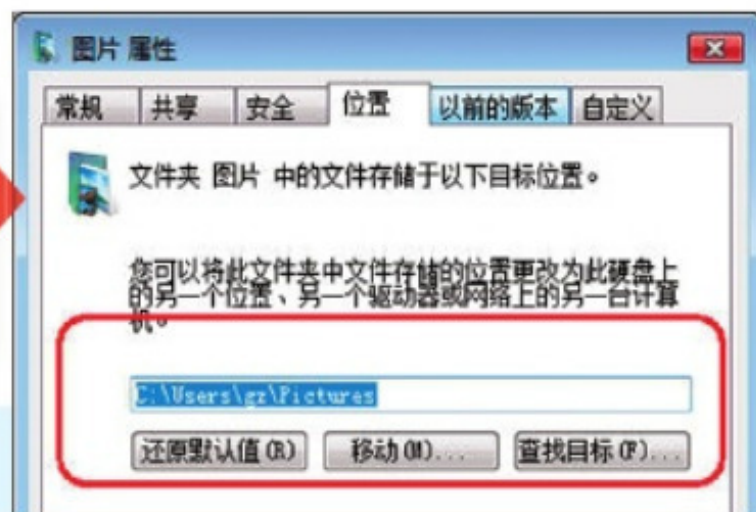 图片 属性
常规 共享 安全 位置 以前的版本 自定义
文件夹 图片 中的文件存储于以下目标位置。
您可以将此文件夹中文件存储的位置更改为此硬盘上
的另一个位置、另一个驱动器或网络上的另一台计算
机。
C:\Users\gz\Pictures
还原默认值(R) 移动(M)... 查找目标(F)...